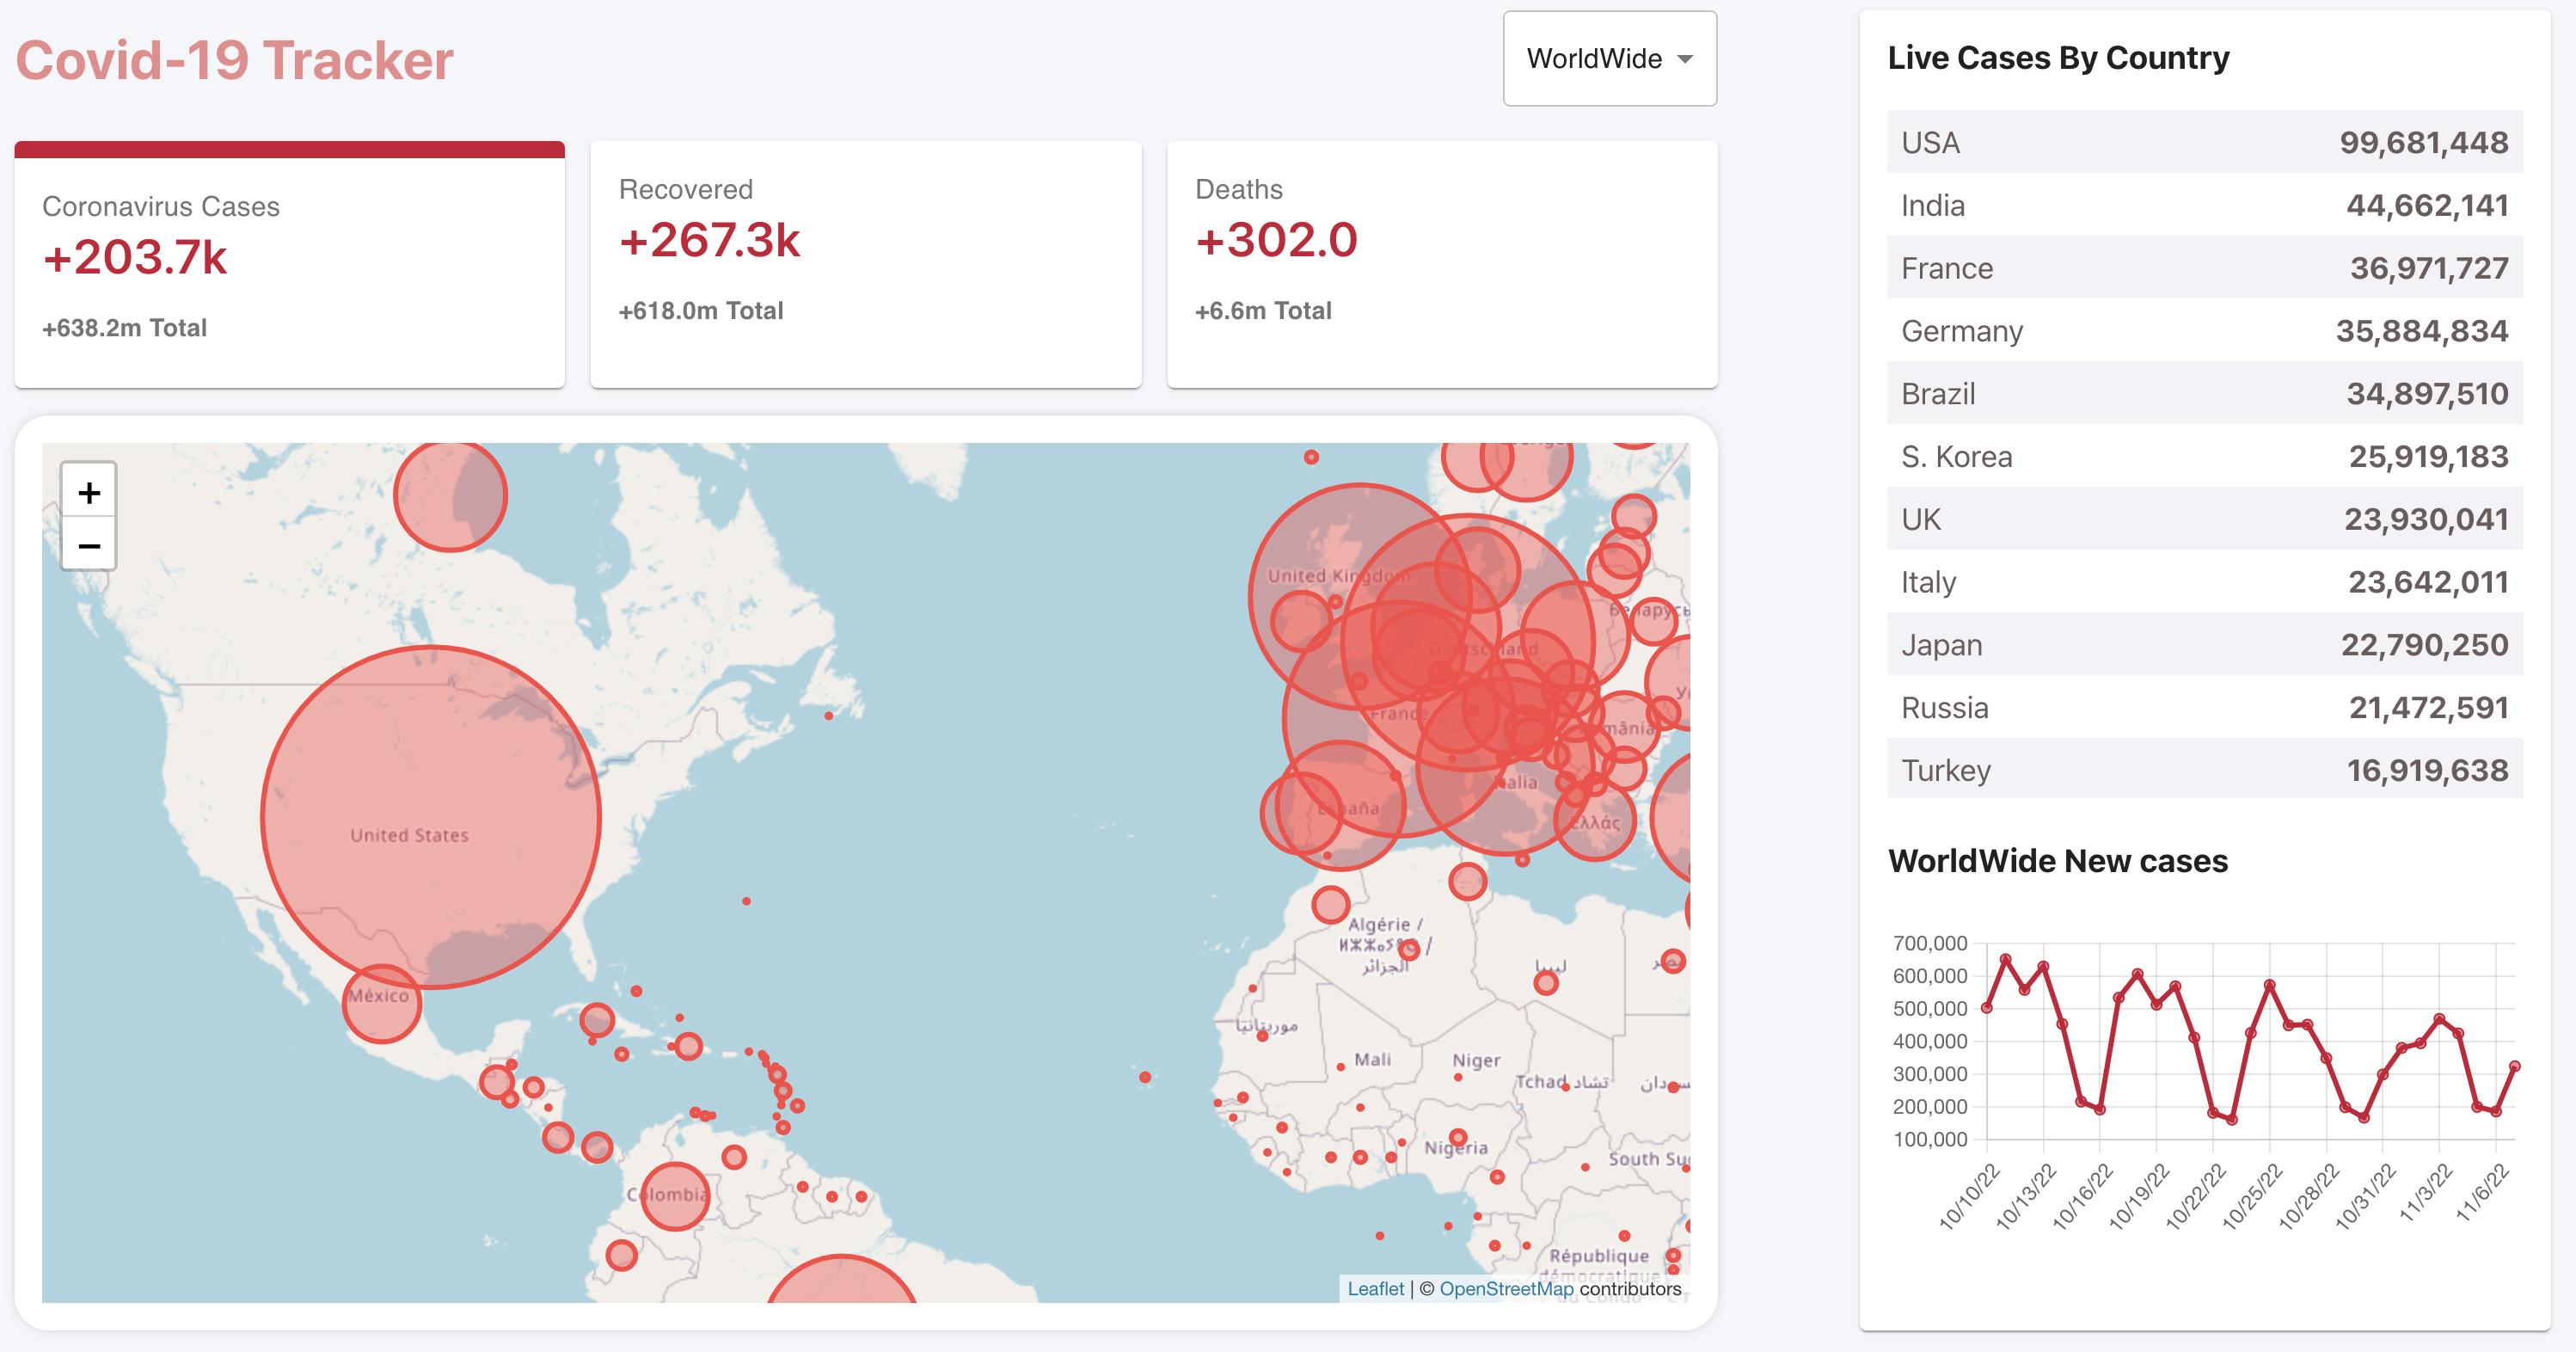 Covid-19 Tracker
WorldWide
Coronavirus Cases
+203.7k
+638.2m Total
Recovered
+267.3k
+618.0m Total
Deaths
+302.0
+6.6m Total
+
−
United Kingdom
Беларусь
Deutschland
France
España
Italia
Ελλάς
United States
México
Algérie /
ⵍⵣⵣⴰⵢⴻⵔ /
الجزائر
ليبيا
مصر
موريتانيا
Mali
Niger
Tchad تشاد
Nigeria
Colombia
République
démocratique
du Congo
Leaflet | © OpenStreetMap contributors
Live Cases By Country
USA 99,681,448
India 44,662,141
France 36,971,727
Germany 35,884,834
Brazil 34,897,510
S. Korea 25,919,183
UK 23,930,041
Italy 23,642,011
Japan 22,790,250
Russia 21,472,591
Turkey 16,919,638
WorldWide New cases
700,000
600,000
500,000
400,000
300,000
200,000
100,000
10/10/22
10/13/22
10/16/22
10/19/22
10/22/22
10/25/22
10/28/22
10/31/22
11/3/22
11/6/22